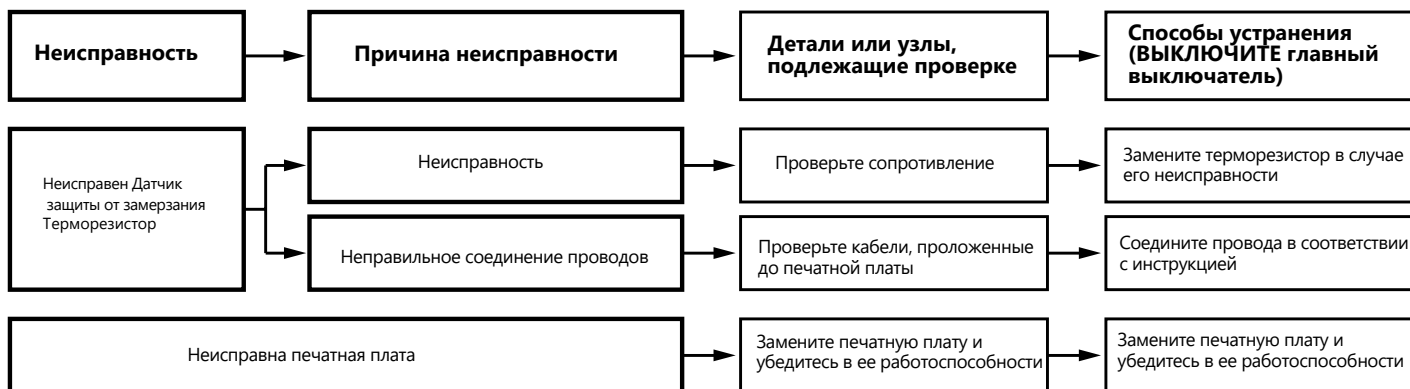 Неисправность
Причина неисправности
Детали или узлы,
подлежащие проверке
Способы устранения
(ВЫКЛЮЧИТЕ главный
выключатель)
Неисправен Датчик
защиты от замерзания
Терморезистор
Неисправность
Проверьте сопротивление
Замените терморезистор в случае
его неисправности
Неправильное соединение проводов
Проверьте кабели, проложенные
до печатной платы
Соедините провода в соответствии
с инструкцией
Неисправна печатная плата
Замените печатную плату и
убедитесь в ее работоспособности
Замените печатную плату и
убедитесь в ее работоспособности